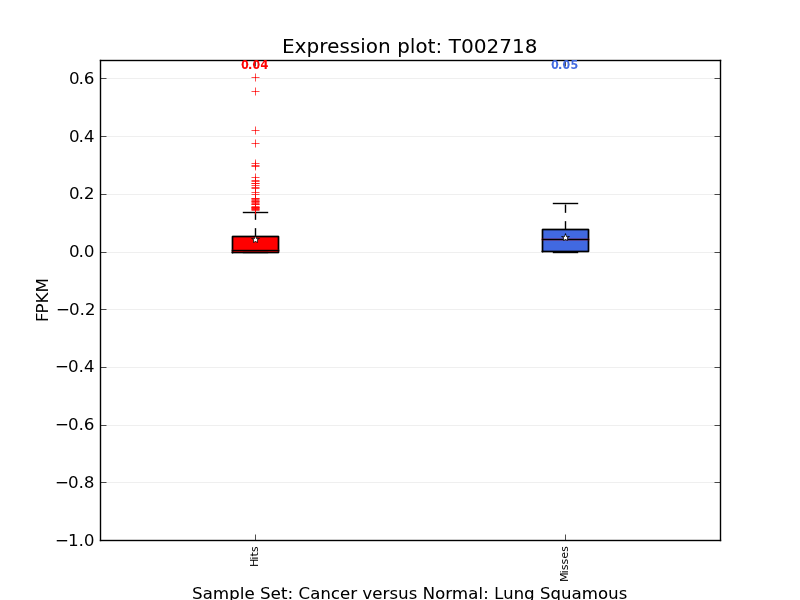 Expression plot: T002718
0.04
0.05
0.6
0.4
0.2
0.0
−0.2
−0.4
−0.6
−0.8
−1.0
FPKM
Hits
Misses
Sample Set: Cancer versus Normal: Lung Squamous